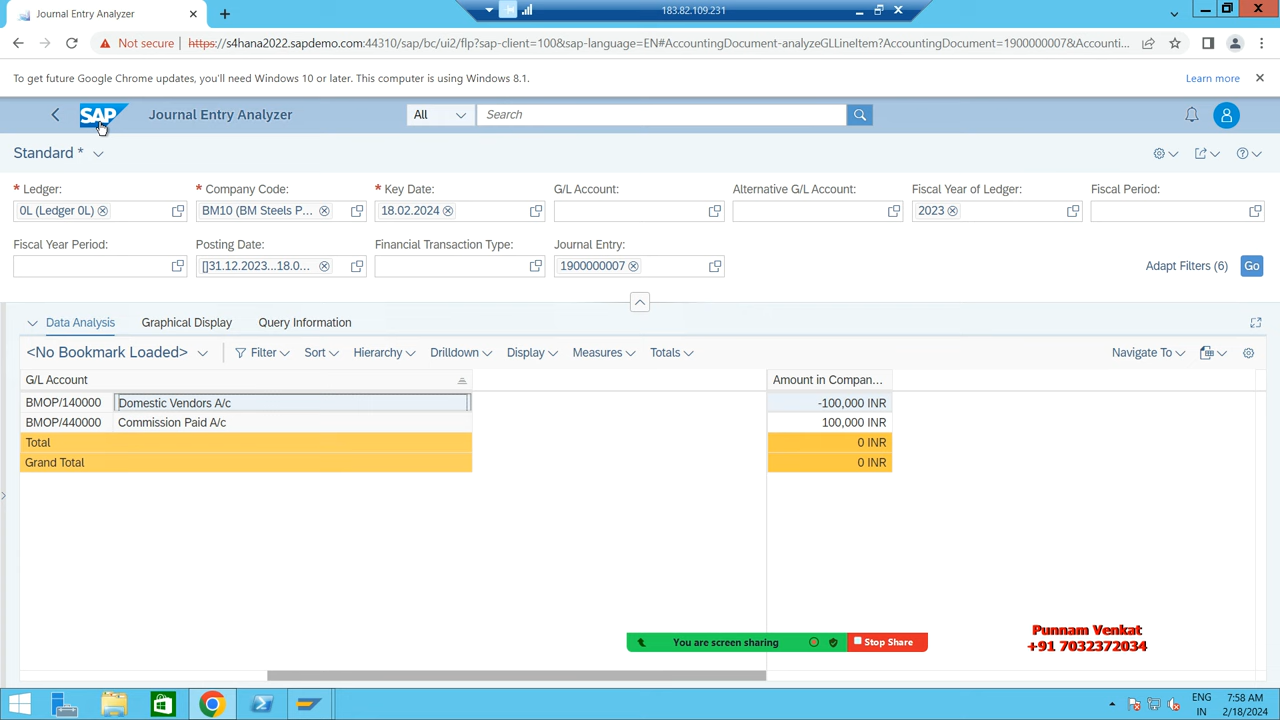 Journal Entry Analyzer
183.82.109.231
Not secure
https://s4hana2022.sapdemo.com:44310/sap/bc/ui2/flp?sap-client=100&sap-language=EN#AccountingDocument-analyzeGLLineItem?AccountingDocument=1900000007&Accounti...
To get future Google Chrome updates, you'll need Windows 10 or later. This computer is using Windows 8.1.
Learn more
SAP
Journal Entry Analyzer
All
Search
Standard *
* Ledger:
* Company Code:
* Key Date:
G/L Account:
Alternative G/L Account:
Fiscal Year of Ledger:
Fiscal Period:
0L (Ledger 0L)
BM10 (BM Steels P...
18.02.2024
2023
Fiscal Year Period:
Posting Date:
Financial Transaction Type:
Journal Entry:
[]31.12.2023...18.0...
1900000007
Adapt Filters (6)
Go
Data Analysis
Graphical Display
Query Information
<No Bookmark Loaded>
Filter
Sort
Hierarchy
Drilldown
Display
Measures
Totals
Navigate To
G/L Account
Amount in Compan...
BMOP/140000 Domestic Vendors A/c -100,000 INR
BMOP/440000 Commission Paid A/c 100,000 INR
Total 0 INR
Grand Total 0 INR
You are screen sharing
Stop Share
Punnam Venkat
+91 7032372034
ENG
IN
7:58 AM
2/18/2024